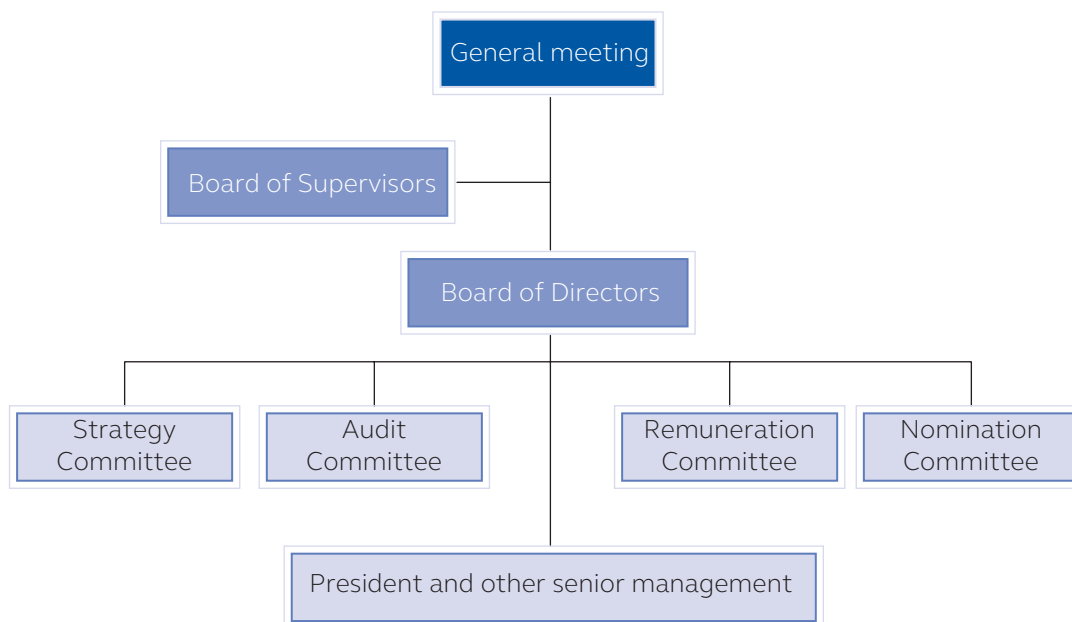 General meeting
Board of Supervisors
Board of Directors
Strategy
Committee
Audit
Committee
Remuneration
Committee
Nomination
Committee
President and other senior management